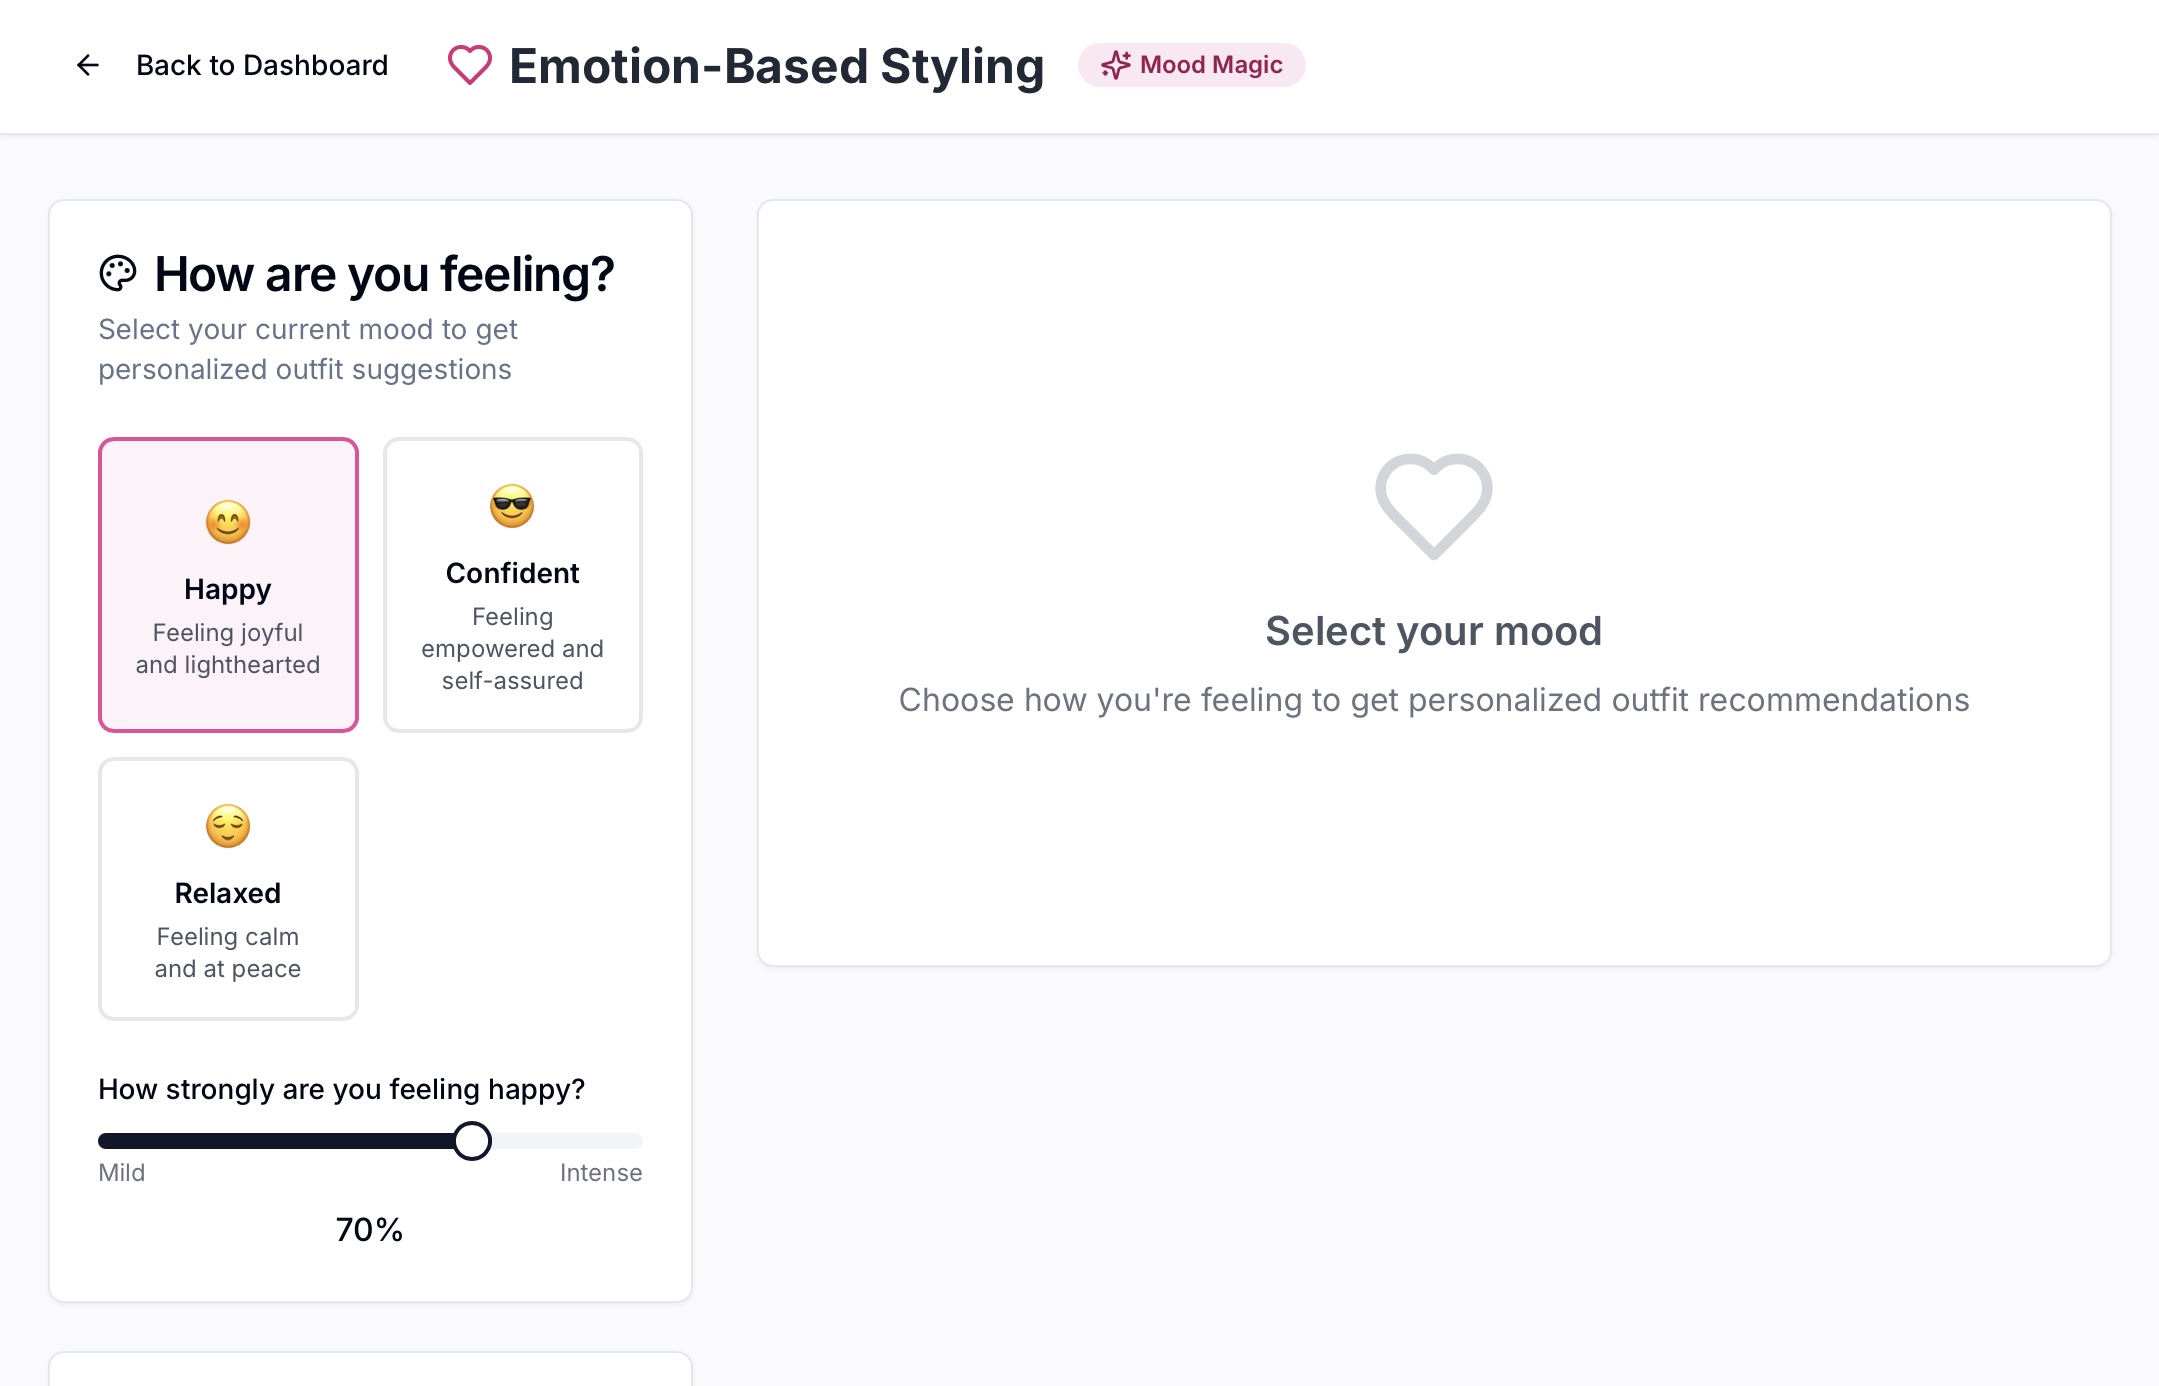 Back to Dashboard
Emotion-Based Styling
Mood Magic
How are you feeling?
Select your current mood to get
personalized outfit suggestions
Happy
Feeling joyful
and lighthearted
Confident
Feeling
empowered and
self-assured
Relaxed
Feeling calm
and at peace
How strongly are you feeling happy?
Mild
Intense
70%
Select your mood
Choose how you're feeling to get personalized outfit recommendations